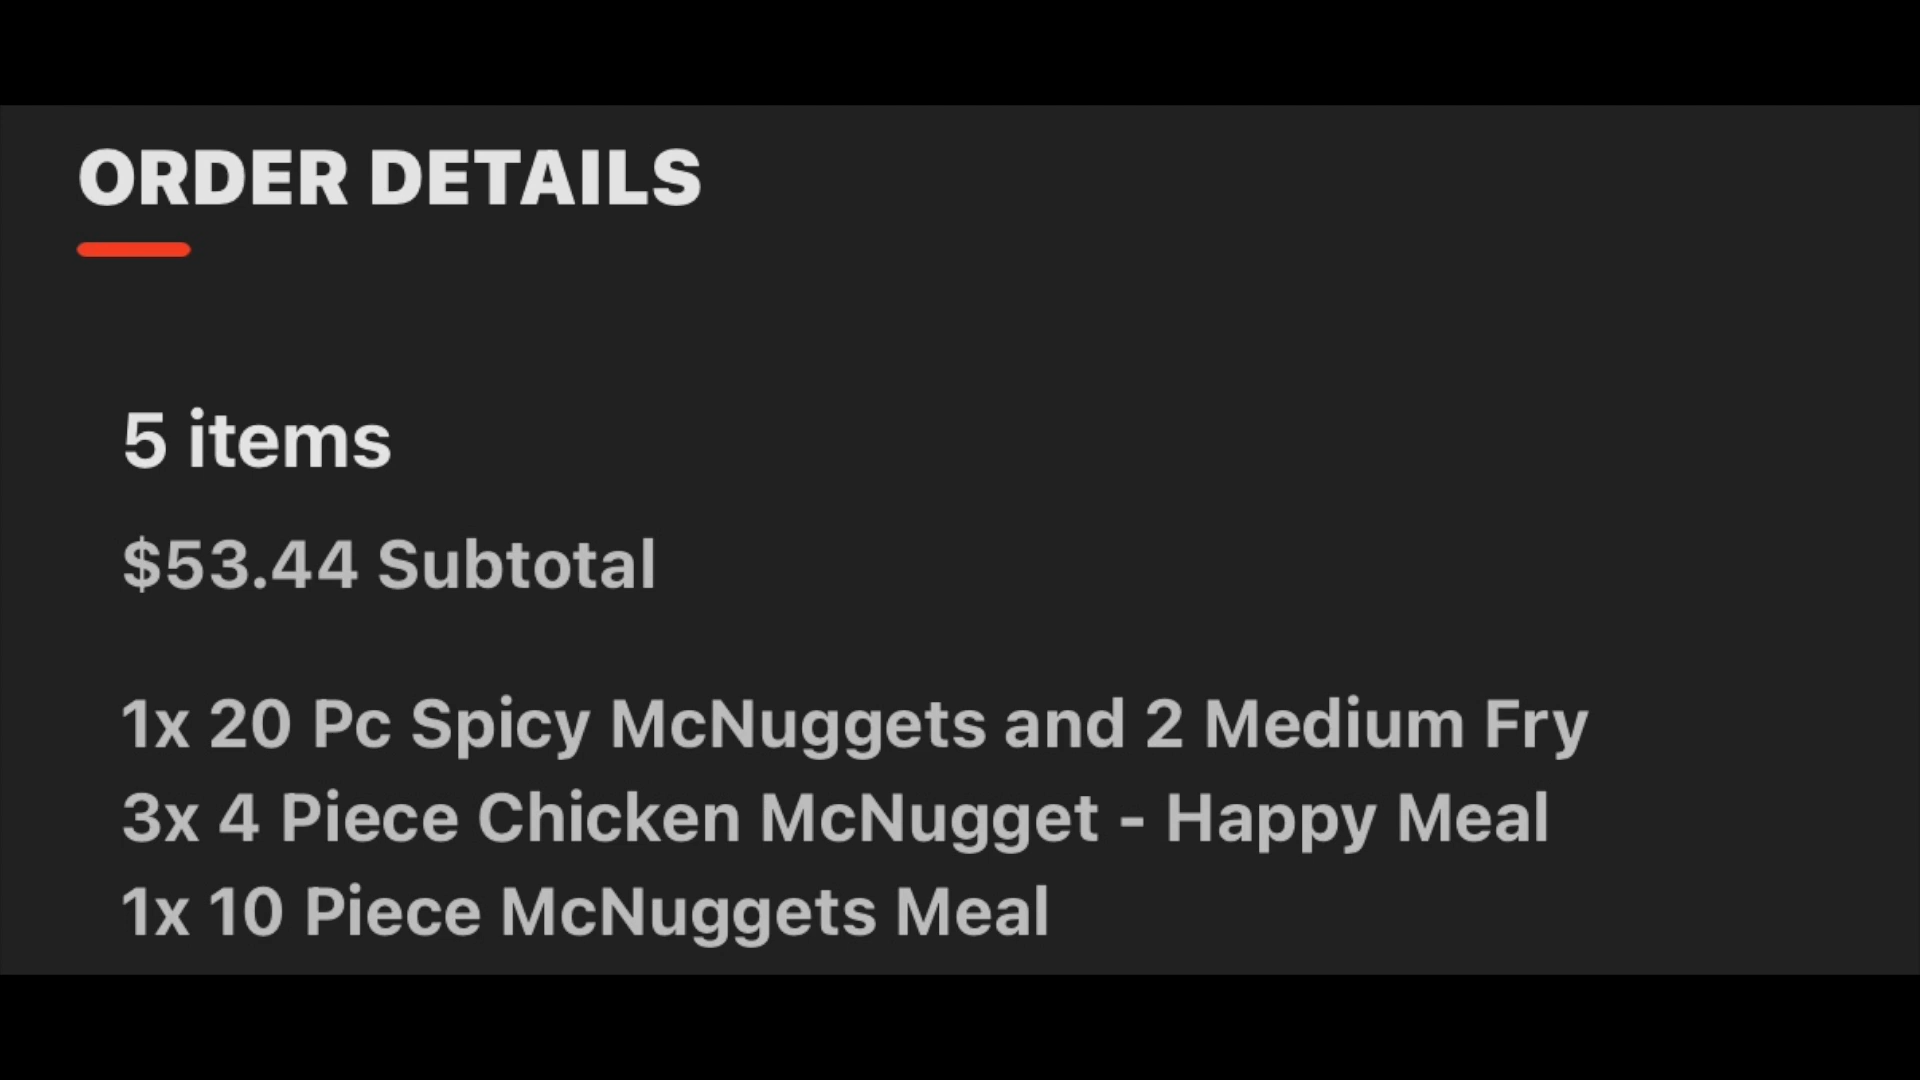 ORDER DETAILS
5 items
$53.44 Subtotal
1x 20 Pc Spicy McNuggets and 2 Medium Fry
3x 4 Piece Chicken McNugget - Happy Meal
1x 10 Piece McNuggets Meal